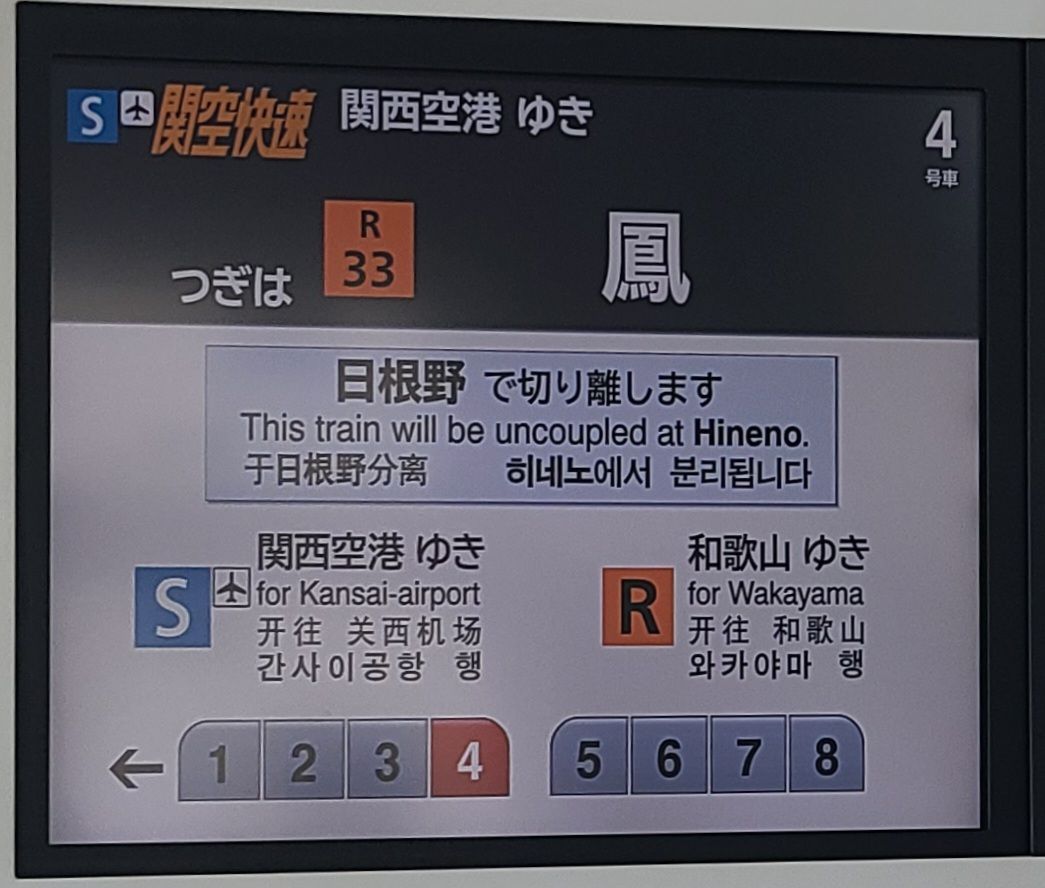 S 関空快速 関西空港 ゆき
4
号車
R
33
つぎは 鳳
日根野 で切り離します
This train will be uncoupled at Hineno.
于日根野分离 히네노에서 분리됩니다
関西空港 ゆき
S for Kansai-airport
开往 关西机场
간사이공항 행
和歌山 ゆき
R for Wakayama
开往 和歌山
와카야마 행
← 1 2 3 4 5 6 7 8